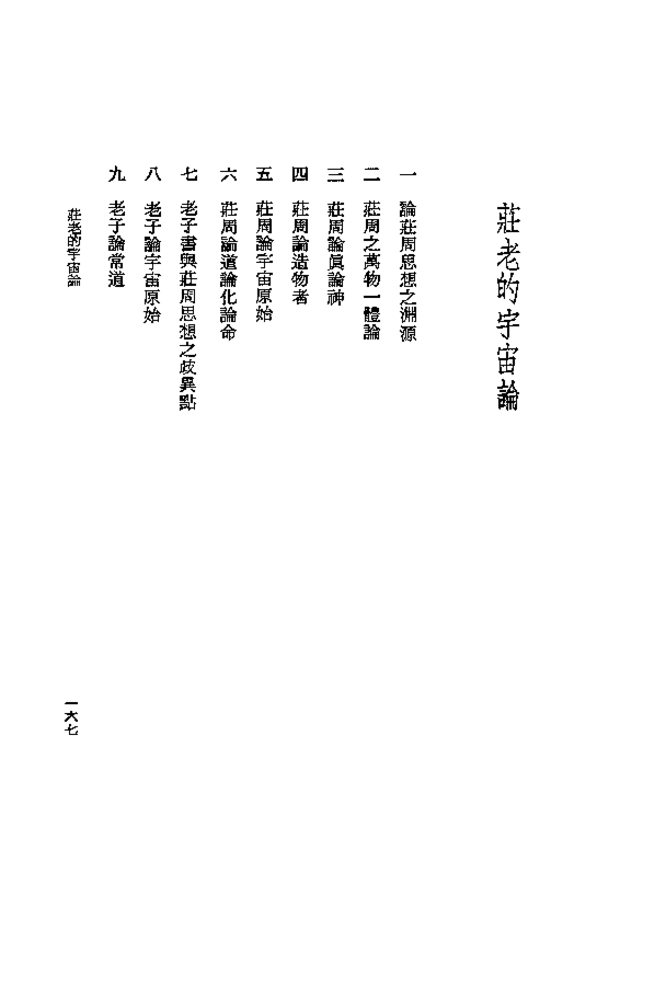 莊老的宇宙論
一　論莊周思想之淵源
二　莊周之萬物一體論
三　莊周論眞論神
四　莊周論造物者
五　莊周論宇宙原始
六　莊周論道論化論命
七　老子書與莊周思想之歧異點
八　老子論宇宙原始
九　老子論常道
莊老的宇宙論
一六七